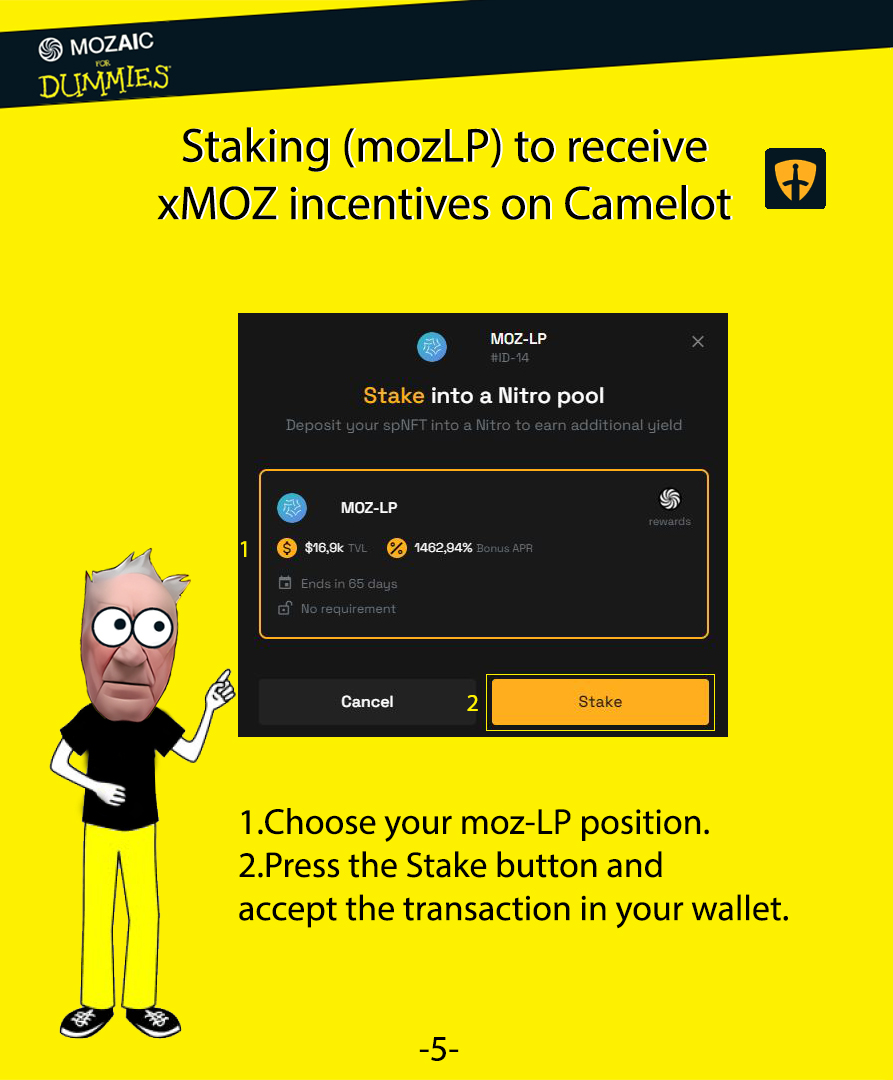 MOZAIC
FOR
DUMMIES
Staking (mozLP) to receive
xMOZ incentives on Camelot
MOZ-LP
#ID-14
Stake into a Nitro pool
Deposit your spNFT into a Nitro to earn additional yield
MOZ-LP
rewards
1
$16,9k TVL 1462,94% Bonus APR
Ends in 65 days
No requirement
Cancel
2
Stake
1.Choose your moz-LP position.
2.Press the Stake button and
accept the transaction in your wallet.
-5-